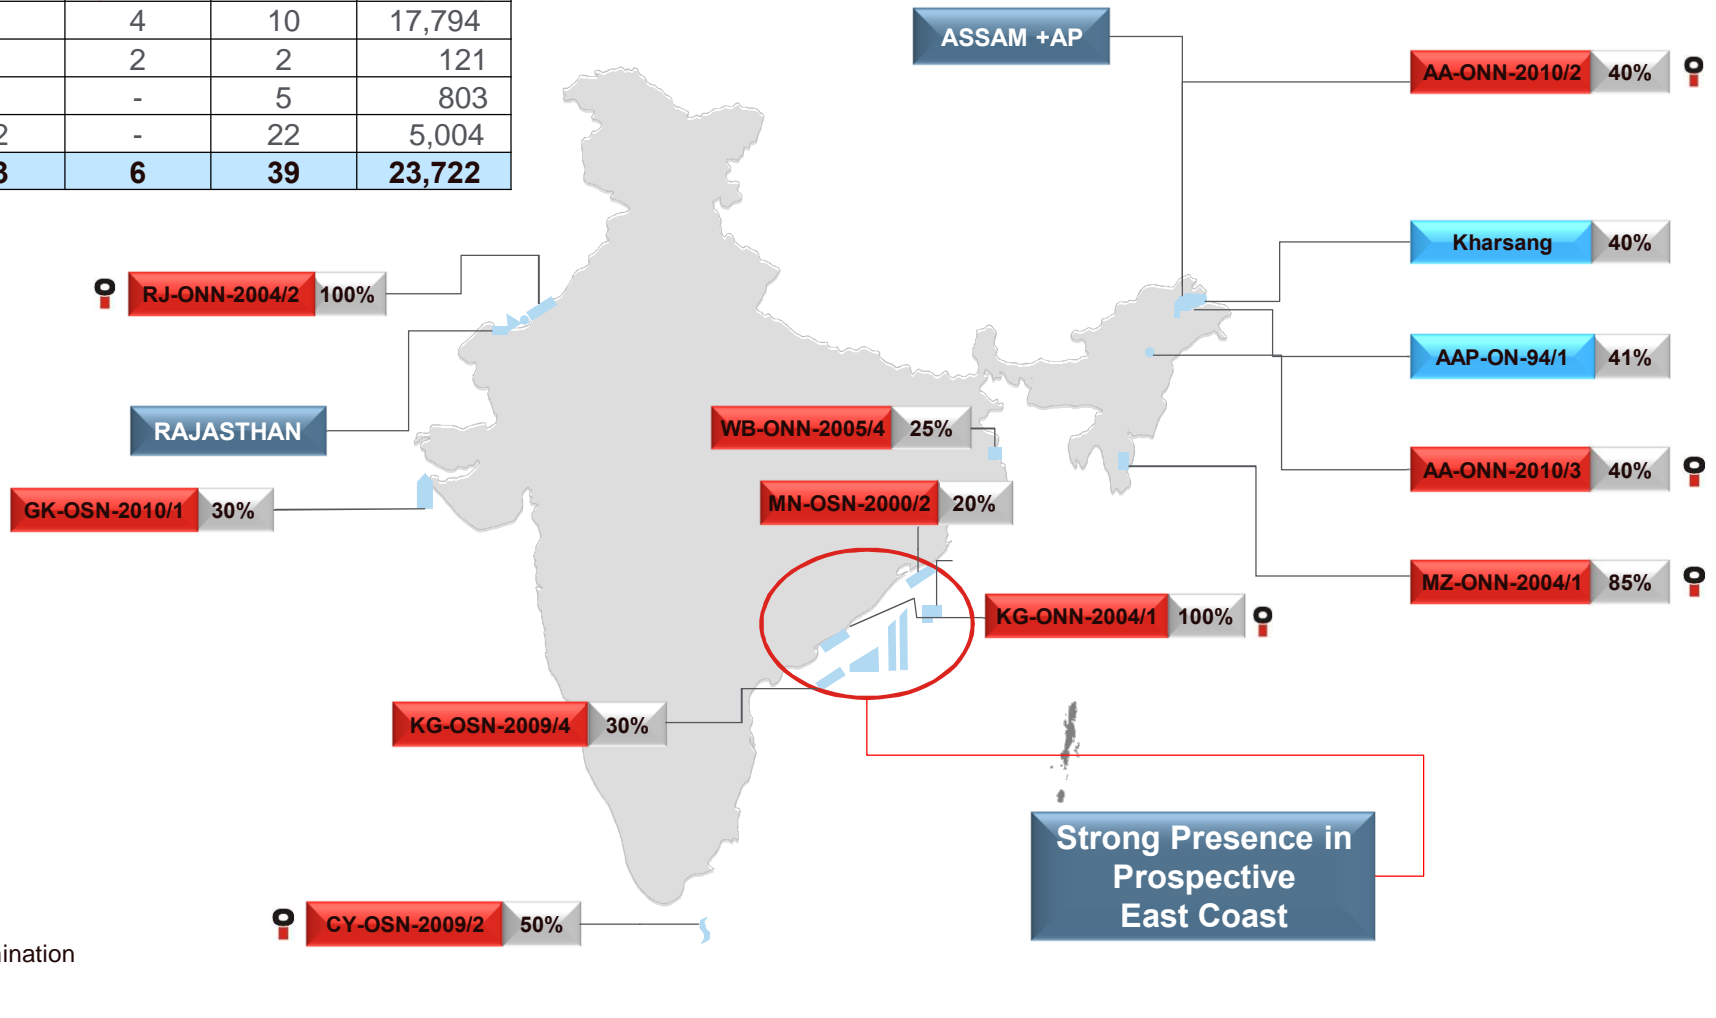 4 10 17,794
2 2 121
- 5 803
2 - 22 5,004
3 6 39 23,722
ASSAM +AP
AA-ONN-2010/2 40%
Kharsang 40%
RJ-ONN-2004/2 100%
AAP-ON-94/1 41%
RAJASTHAN
WB-ONN-2005/4 25%
AA-ONN-2010/3 40%
GK-OSN-2010/1 30%
MN-OSN-2000/2 20%
MZ-ONN-2004/1 85%
KG-ONN-2004/1 100%
KG-OSN-2009/4 30%
Strong Presence in
Prospective
East Coast
CY-OSN-2009/2 50%
ination